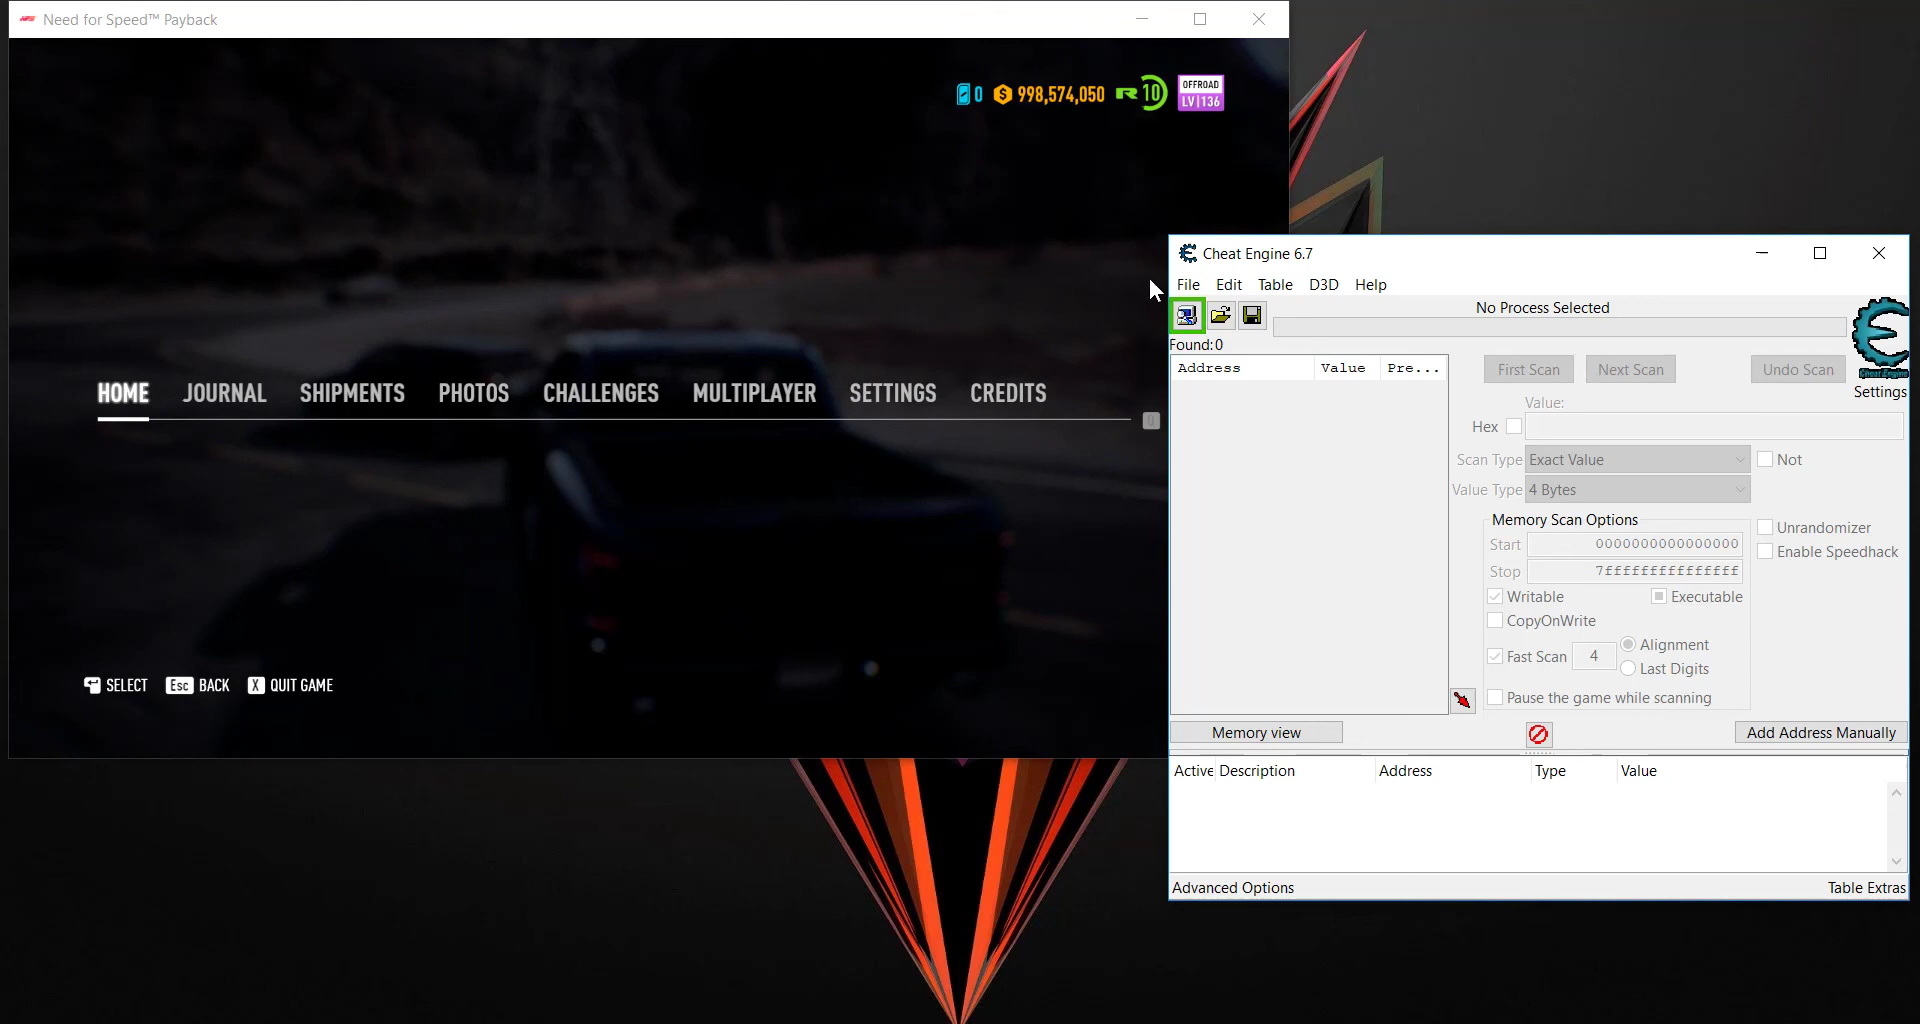 Need for Speed™ Payback
0 998,574,050 R 10 OFFROAD
LV|136
HOME JOURNAL SHIPMENTS PHOTOS CHALLENGES MULTIPLAYER SETTINGS CREDITS
0
SELECT Esc BACK X QUIT GAME
Cheat Engine 6.7
File Edit Table D3D Help
No Process Selected
Found:0
Address Value Pre...
First Scan Next Scan Undo Scan
Cheat Engine
Settings
Value:
Hex
Scan Type Exact Value Not
Value Type 4 Bytes
Memory Scan Options
Start 0000000000000000
Stop 7fffffffffffffff
Unrandomizer
Enable Speedhack
Writable Executable
CopyOnWrite
Fast Scan 4 Alignment
Last Digits
Pause the game while scanning
Memory view Add Address Manually
Active Description Address Type Value
Advanced Options Table Extras